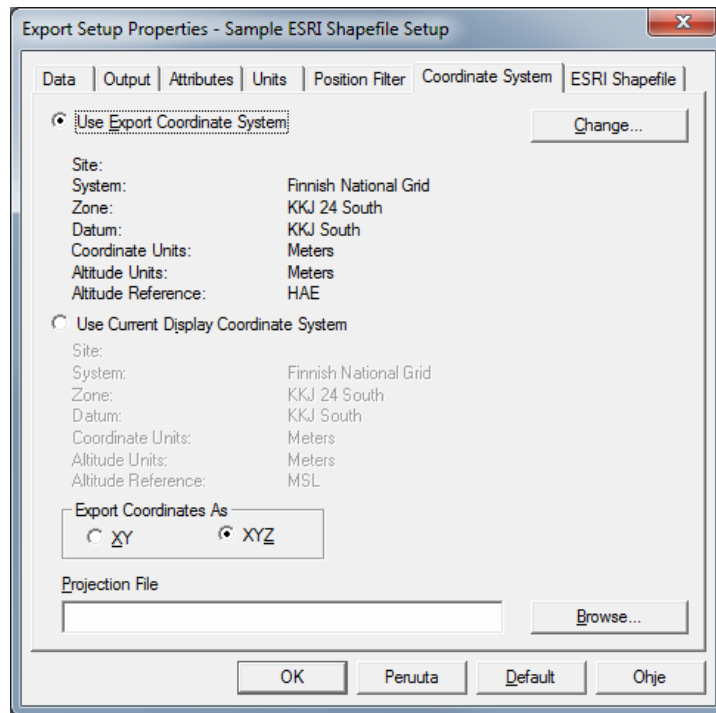 Export Setup Properties - Sample ESRI Shapefile Setup
Data Output Attributes Units Position Filter Coordinate System ESRI Shapefile
Use Export Coordinate System Change...
Site:
System: Finnish National Grid
Zone: KKJ 24 South
Datum: KKJ South
Coordinate Units: Meters
Altitude Units: Meters
Altitude Reference: HAE
Use Current Display Coordinate System
Site:
System: Finnish National Grid
Zone: KKJ 24 South
Datum: KKJ South
Coordinate Units: Meters
Altitude Units: Meters
Altitude Reference: MSL
Export Coordinates As
XY XYZ
Projection File
Browse...
OK Peruuta Default Ohje